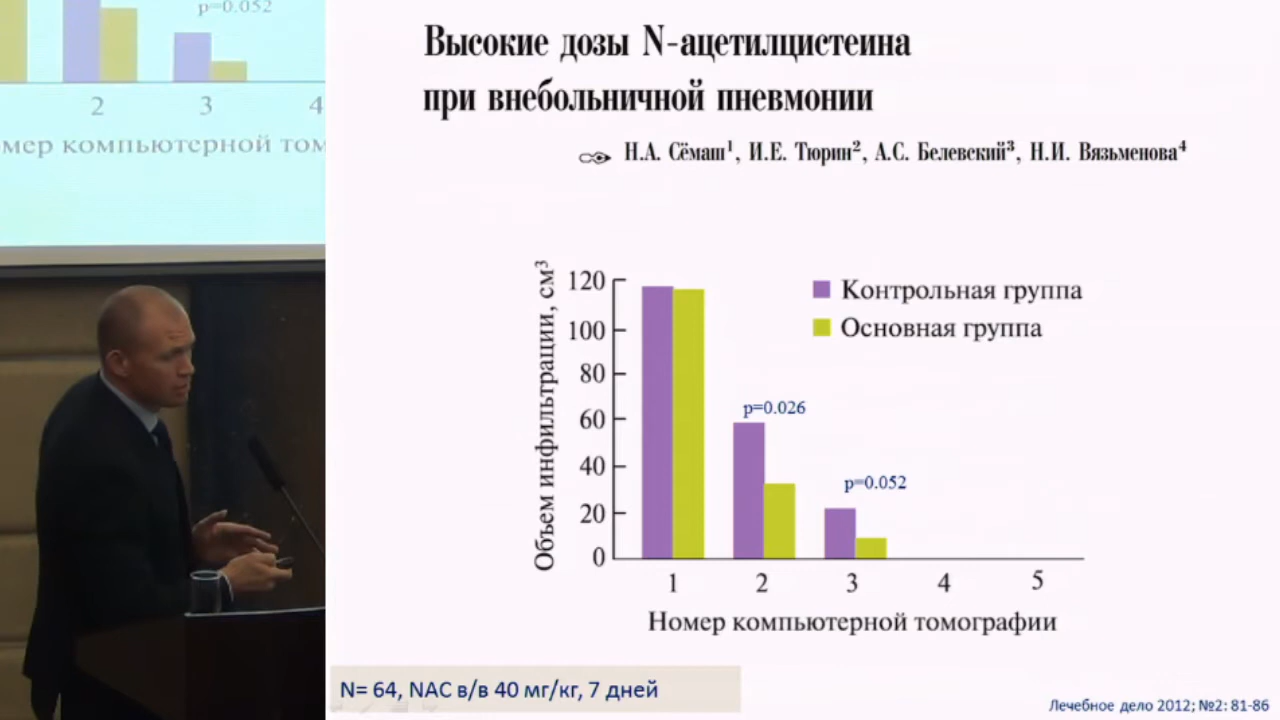 p=0.052
2
3
4
мер компьютерной том
Высокие дозы N-ацетилцистеина
при внебольничной пневмонии
Н.А. Сёмаш¹, И.Е. Тюрин², А.С. Белевский³, Н.И. Вязьменова⁴
Объем инфильтрации, см³
120
100
80
60
40
20
0
Контрольная группа
Основная группа
p=0.026
p=0.052
1
2
3
4
5
Номер компьютерной томографии
N= 64, NAC в/в 40 мг/кг, 7 дней
Лечебное дело 2012; №2: 81-86